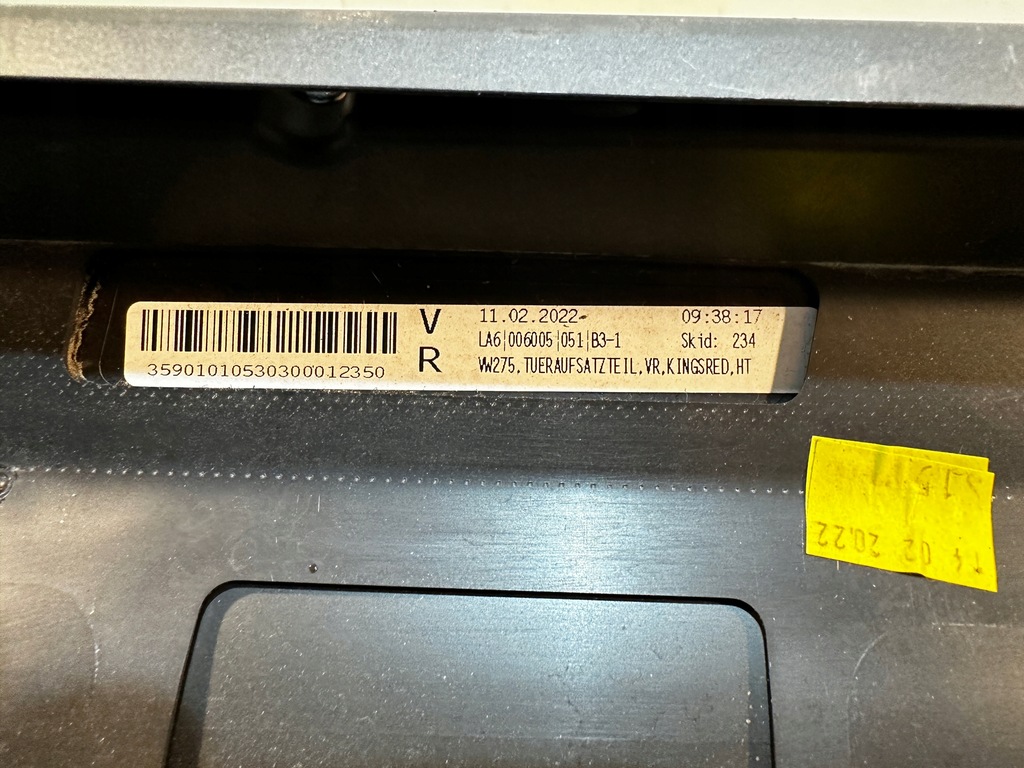 V
R
11.02.2022 09:38:17
LA6|006005|051|B3-1 Skid: 234
VW275,TUERAUFSATZTEIL,VR,KINGSRED,HT
35901010530300012350
14 02 2022